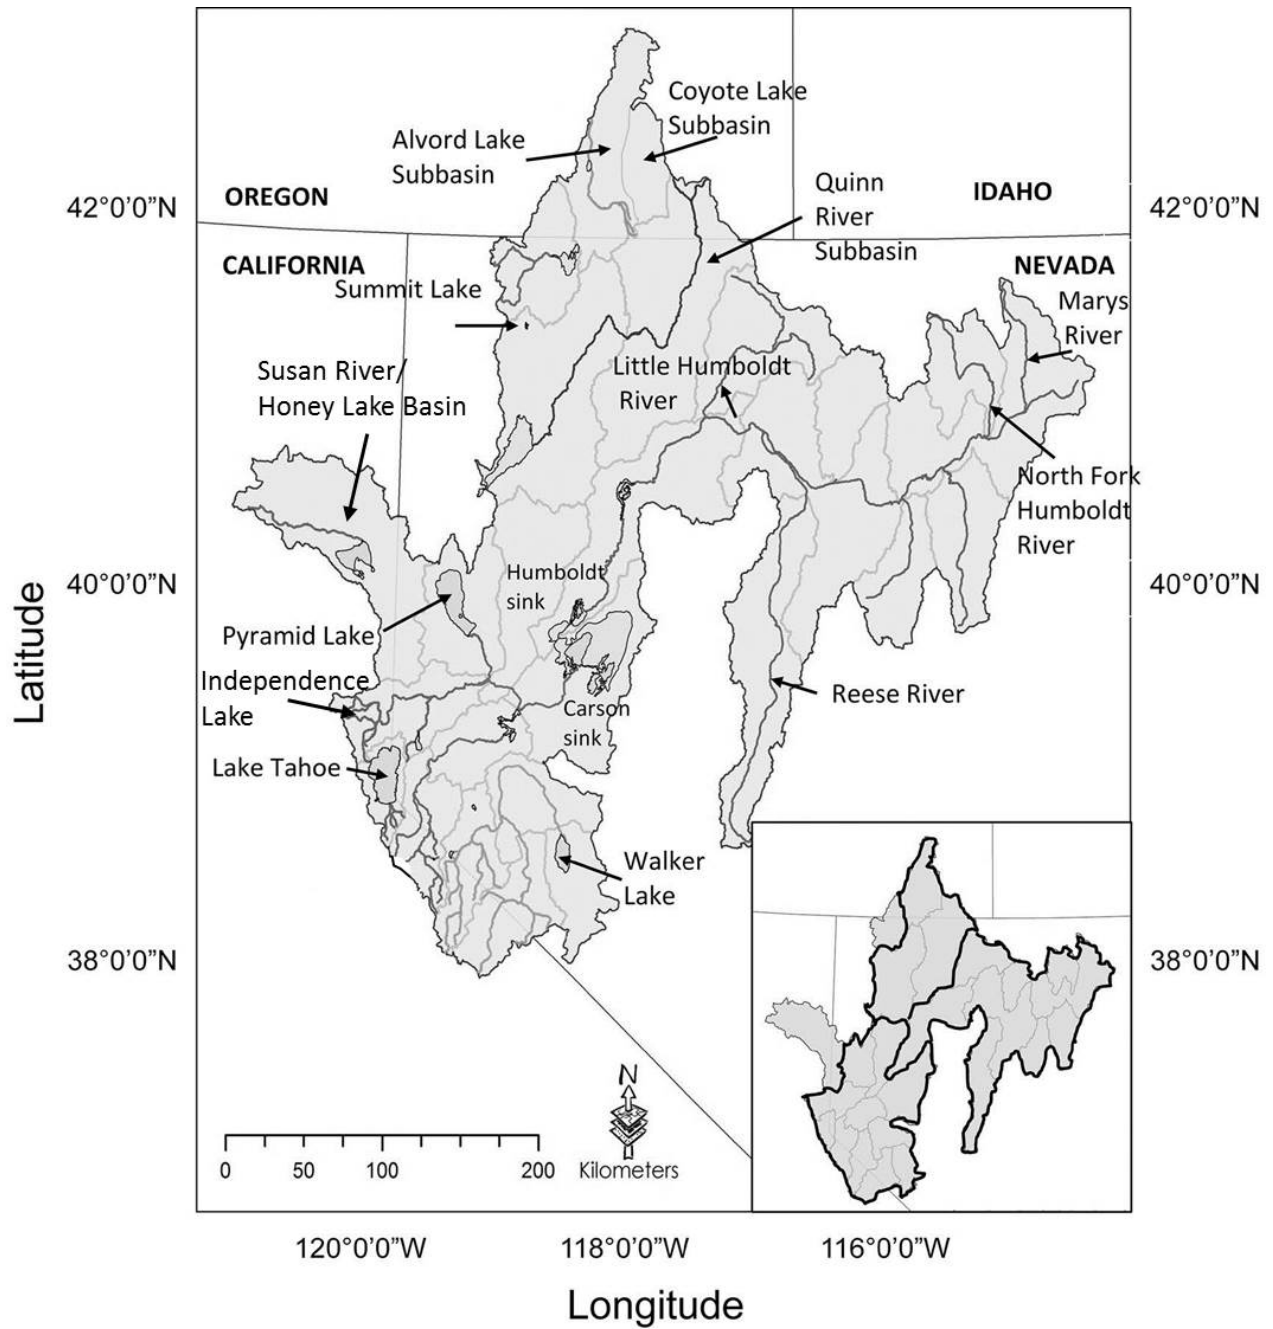 Coyote Lake
Subbasin
Alvord Lake
Subbasin
Quinn
River
Subbasin
OREGON
IDAHO
42°0’0”N
42°0’0”N
CALIFORNIA
NEVADA
Summit Lake
Marys
River
Susan River/
Honey Lake Basin
Little Humboldt
River
North Fork
Humboldt
River
Humboldt
sink
40°0’0”N
40°0’0”N
Latitude
Pyramid Lake
Independence
Lake
Reese River
Carson
sink
Lake Tahoe
Walker
Lake
38°0’0”N
38°0’0”N
N
0 50 100 200 Kilometers
120°0’0”W 118°0’0”W 116°0’0”W
Longitude